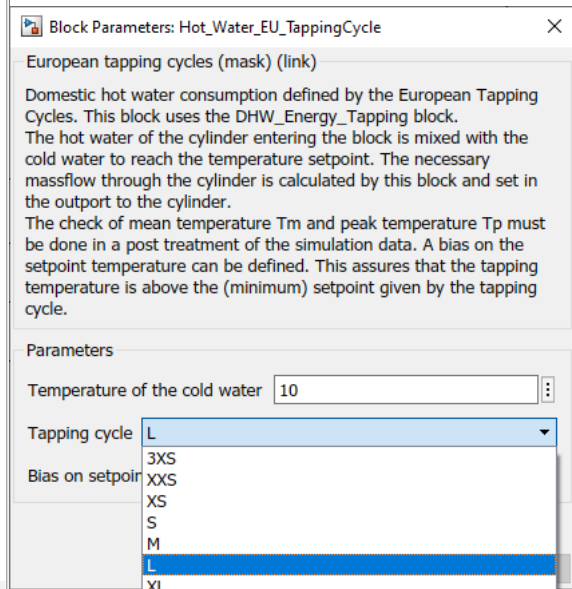 Block Parameters: Hot_Water_EU_TappingCycle
European tapping cycles (mask) (link)
Domestic hot water consumption defined by the European Tapping
Cycles. This block uses the DHW_Energy_Tapping block.
The hot water of the cylinder entering the block is mixed with the
cold water to reach the temperature setpoint. The necessary
massflow through the cylinder is calculated by this block and set in
the outport to the cylinder.
The check of mean temperature Tm and peak temperature Tp must
be done in a post treatment of the simulation data. A bias on the
setpoint temperature can be defined. This assures that the tapping
temperature is above the (minimum) setpoint given by the tapping
cycle.
Parameters
Temperature of the cold water 10
Tapping cycle L
3XS
Bias on setpoin
XXS
XS
S
M
L
XL